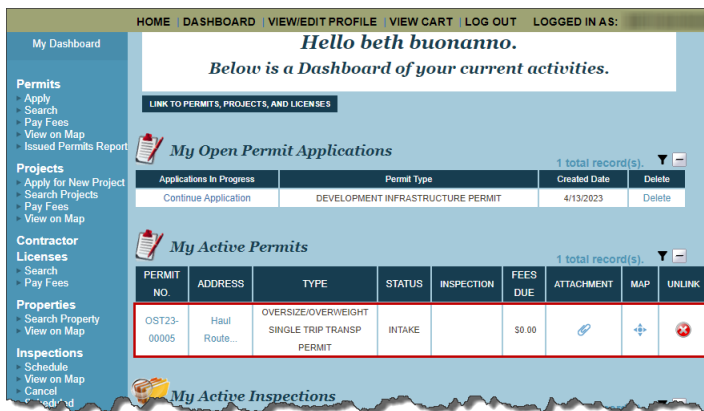 HOME | DASHBOARD | VIEW/EDIT PROFILE | VIEW CART | LOG OUT LOGGED IN AS:
My Dashboard
Permits
Apply
Search
Pay Fees
View on Map
Issued Permits Report
Projects
Apply for New Project
Search Projects
Pay Fees
View on Map
Contractor
Licenses
Search
Pay Fees
Properties
Search Property
View on Map
Inspections
Schedule
View on Map
Cancel
Scheduled
Hello beth buonanno.
Below is a Dashboard of your current activities.
LINK TO PERMITS, PROJECTS, AND LICENSES
My Open Permit Applications
1 total record(s).
Applications In Progress Permit Type Created Date Delete
Continue Application DEVELOPMENT INFRASTRUCTURE PERMIT 4/13/2023 Delete
My Active Permits
1 total record(s).
PERMIT NO. ADDRESS TYPE STATUS INSPECTION FEES DUE ATTACHMENT MAP UNLINK
OST23-00005 Haul Route... OVERSIZE/OVERWEIGHT SINGLE TRIP TRANSP PERMIT INTAKE $0.00
My Active Inspections